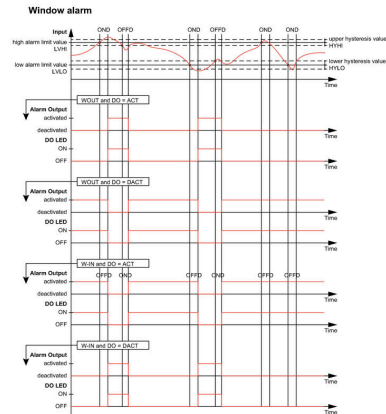 Window alarm
Input
OND OFFD OND OFFD OND OND
high alarm limit value
LVHI
upper hysteresis value
HYHI
low alarm limit value
LVLO
lower hysteresis value
HYLO
Time
WOUT and DO = ACT
Alarm Output
activated
deactivated
Time
DO LED
ON
OFF
Time
WOUT and DO = DACT
Alarm Output
activated
deactivated
Time
DO LED
ON
OFF
Time
W-IN and DO = ACT
Alarm Output
OFFD OND OFFD OND OFFD OFFD
activated
deactivated
Time
DO LED
ON
OFF
Time
W-IN and DO = DACT
Alarm Output
activated
deactivated
Time
DO LED
ON
OFF
Time